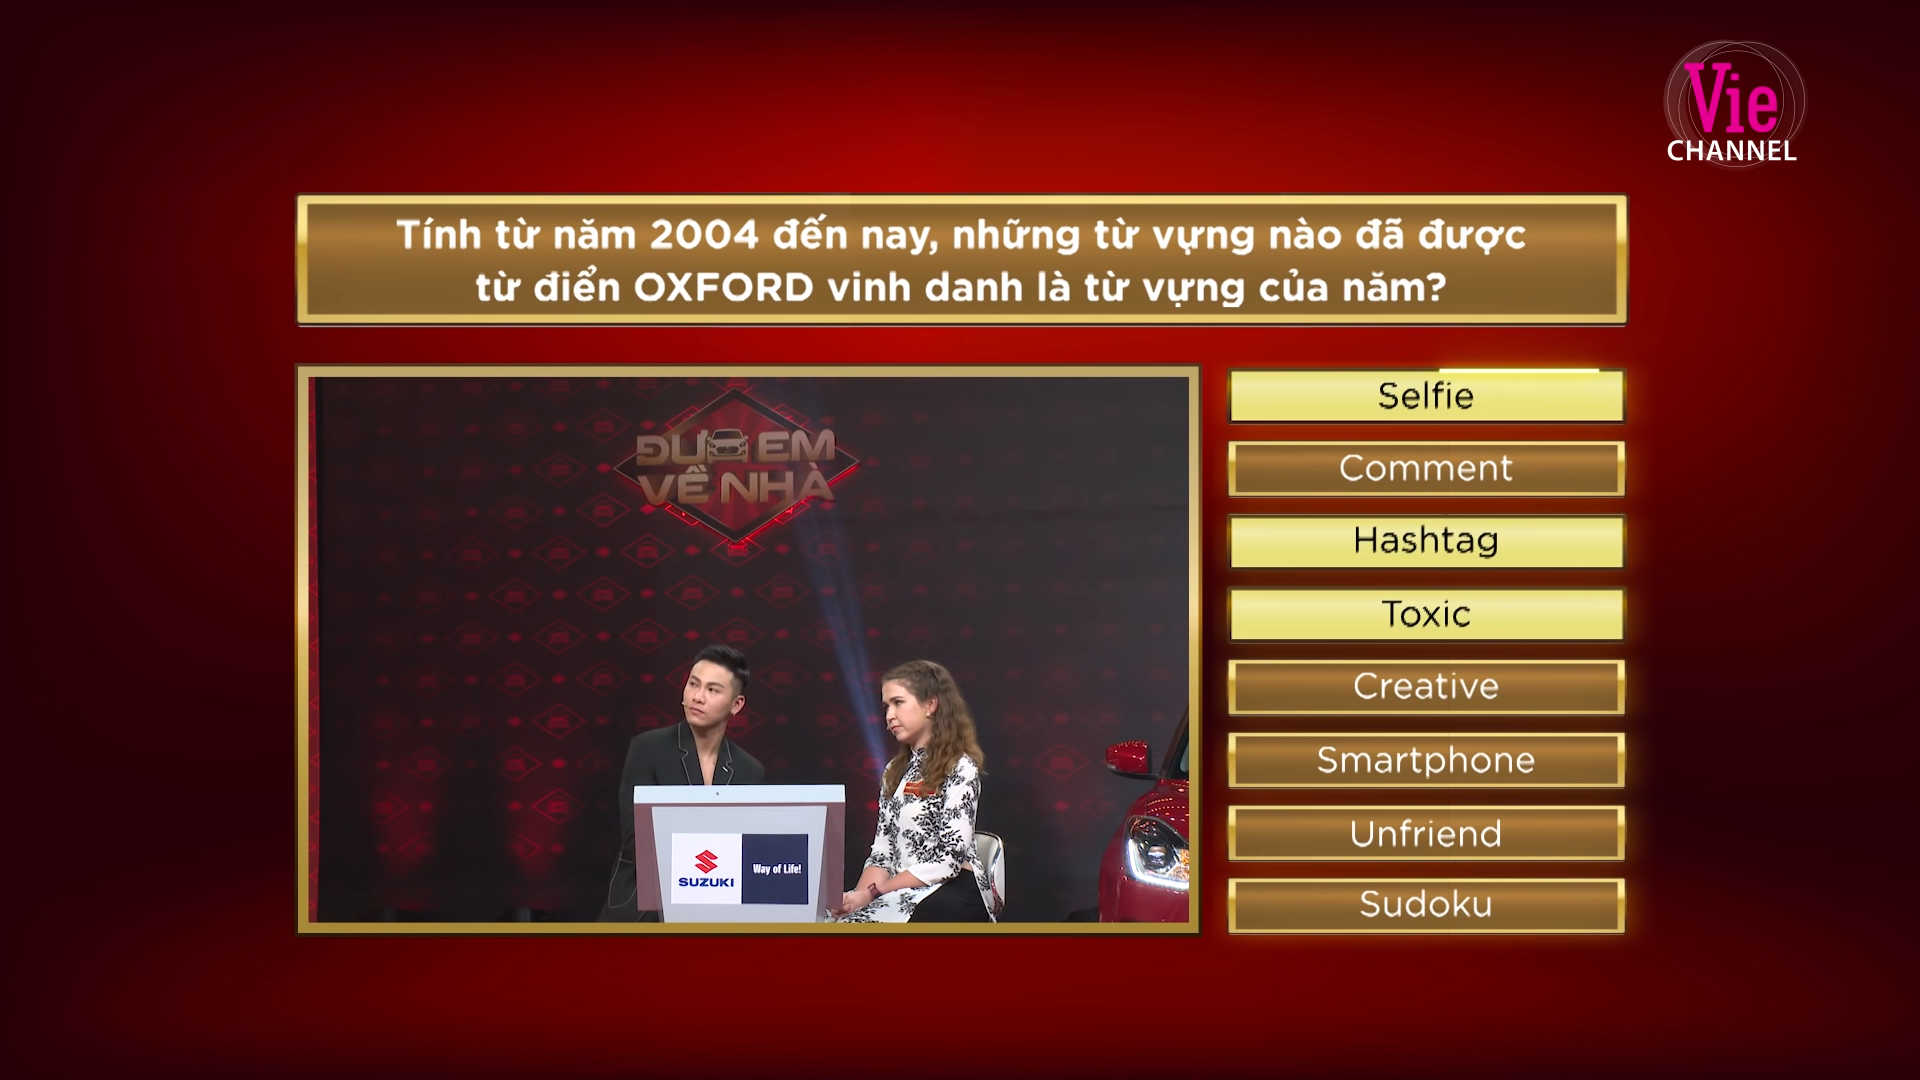 Vie
CHANNEL
Tính từ năm 2004 đến nay, những từ vựng nào đã được
từ điển OXFORD vinh danh là từ vựng của năm?
ĐƯA EM
VỀ NHÀ
SUZUKI
Way of Life!
Selfie
Comment
Hashtag
Toxic
Creative
Smartphone
Unfriend
Sudoku